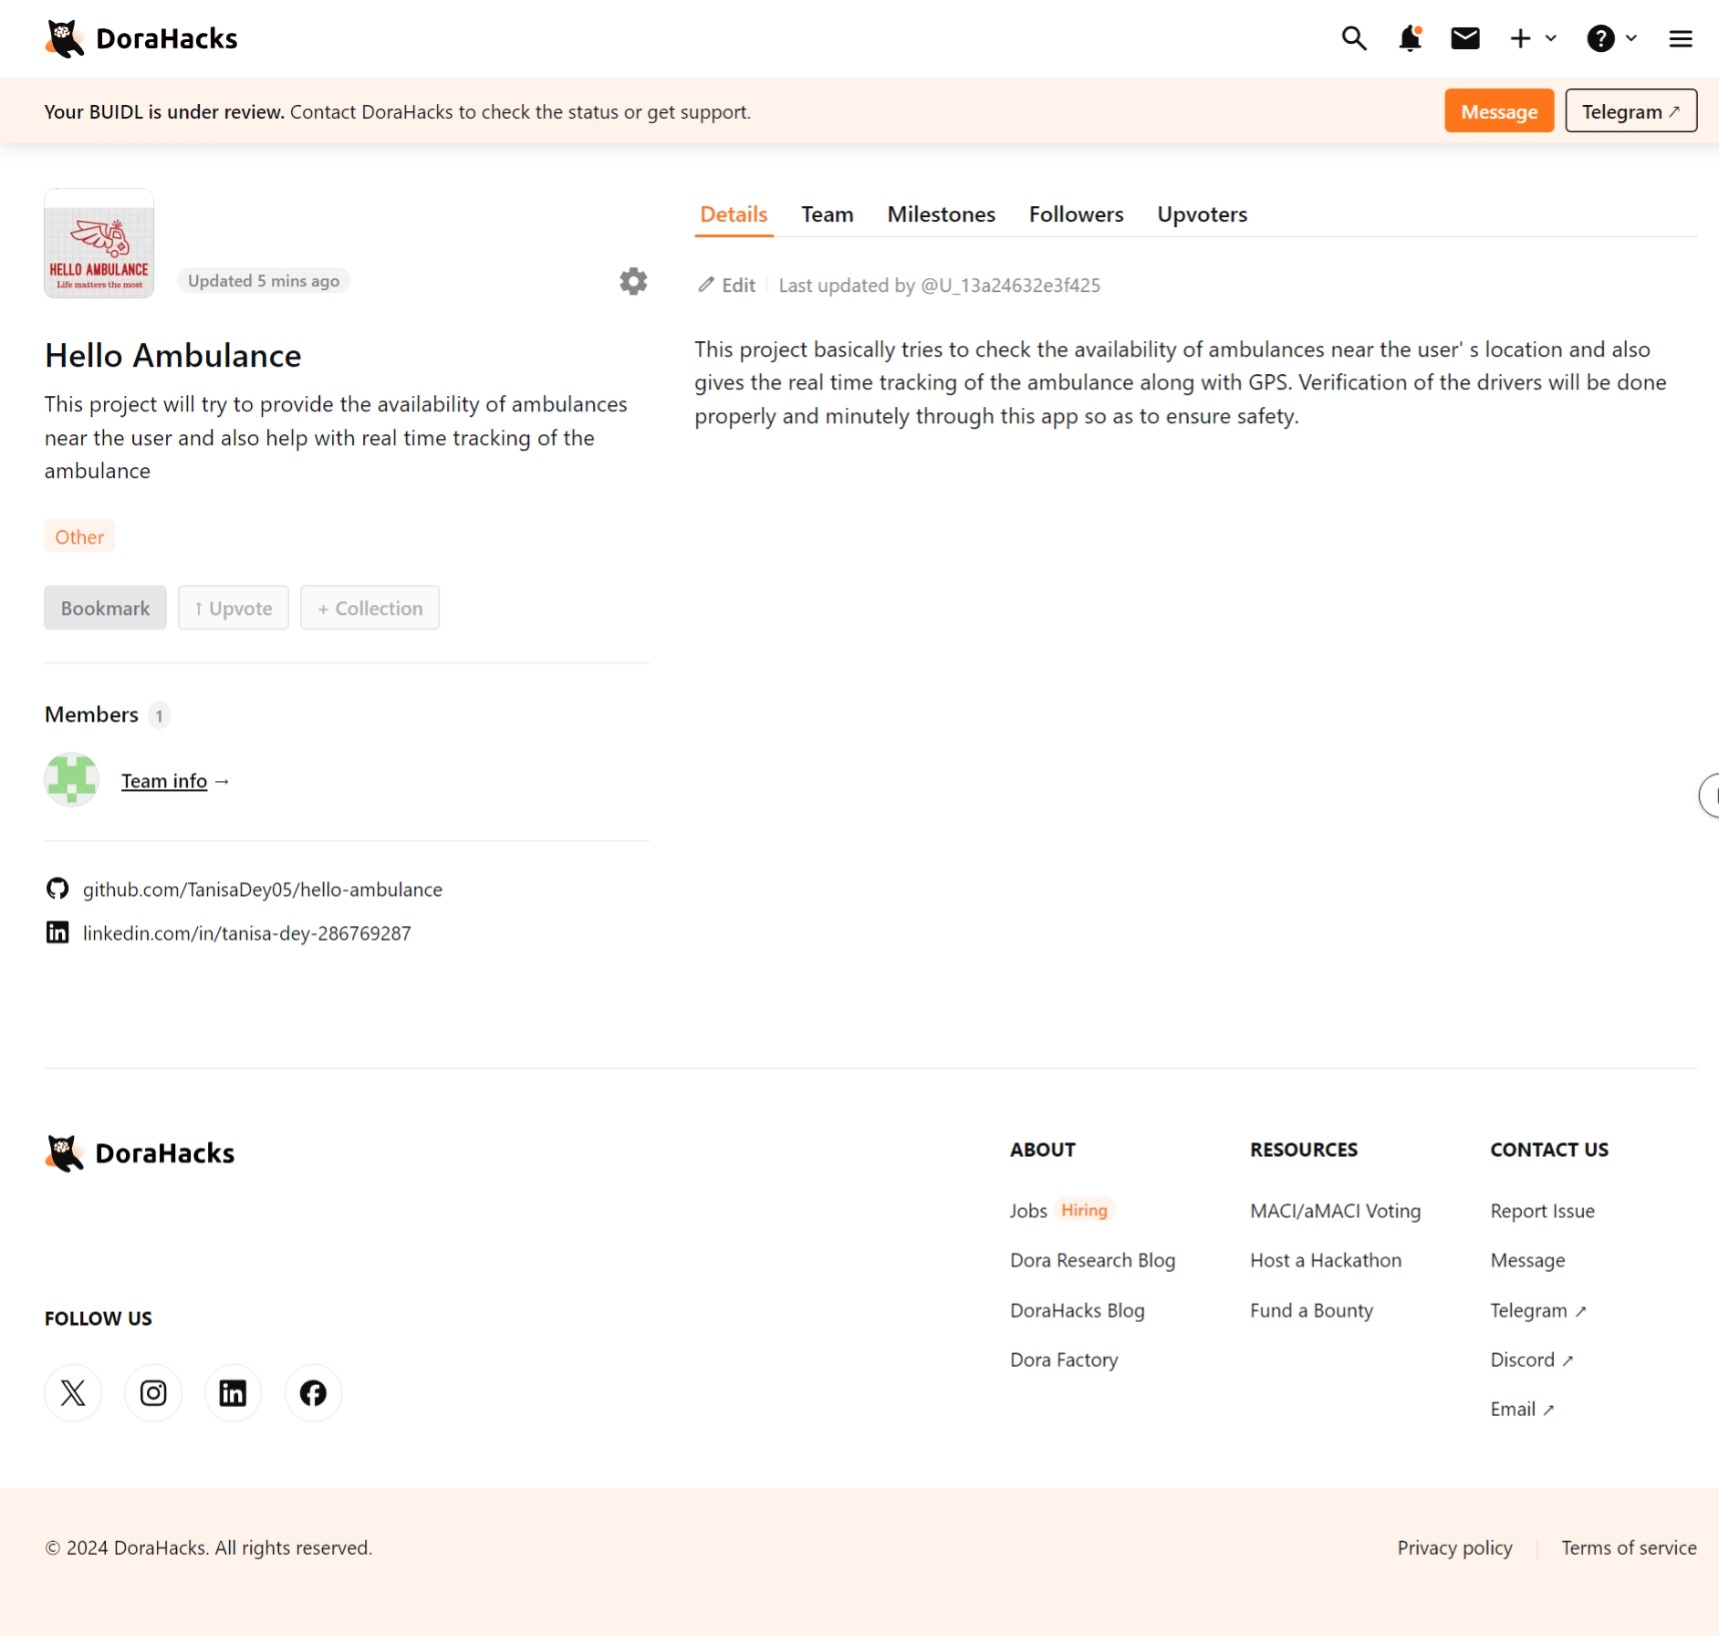 DoraHacks
Your BUIDL is under review. Contact DoraHacks to check the status or get support.
Message
Telegram ↗
HELLO AMBULANCE
Life matters the most
Updated 5 mins ago
Hello Ambulance
This project will try to provide the availability of ambulances
near the user and also help with real time tracking of the
ambulance
Other
Bookmark
↑ Upvote
+ Collection
Members 1
Team info →
github.com/TanisaDey05/hello-ambulance
linkedin.com/in/tanisa-dey-286769287
Details
Team
Milestones
Followers
Upvoters
Edit
Last updated by @U_13a24632e3f425
This project basically tries to check the availability of ambulances near the user' s location and also
gives the real time tracking of the ambulance along with GPS. Verification of the drivers will be done
properly and minutely through this app so as to ensure safety.
DoraHacks
FOLLOW US
ABOUT
Jobs Hiring
Dora Research Blog
DoraHacks Blog
Dora Factory
RESOURCES
MACI/aMACI Voting
Host a Hackathon
Fund a Bounty
CONTACT US
Report Issue
Message
Telegram ↗
Discord ↗
Email ↗
© 2024 DoraHacks. All rights reserved.
Privacy policy
Terms of service